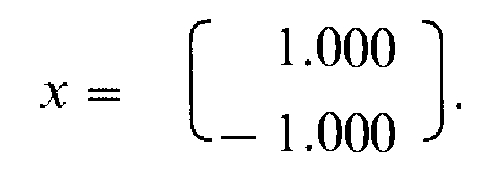 1.000
x =
− 1.000 .